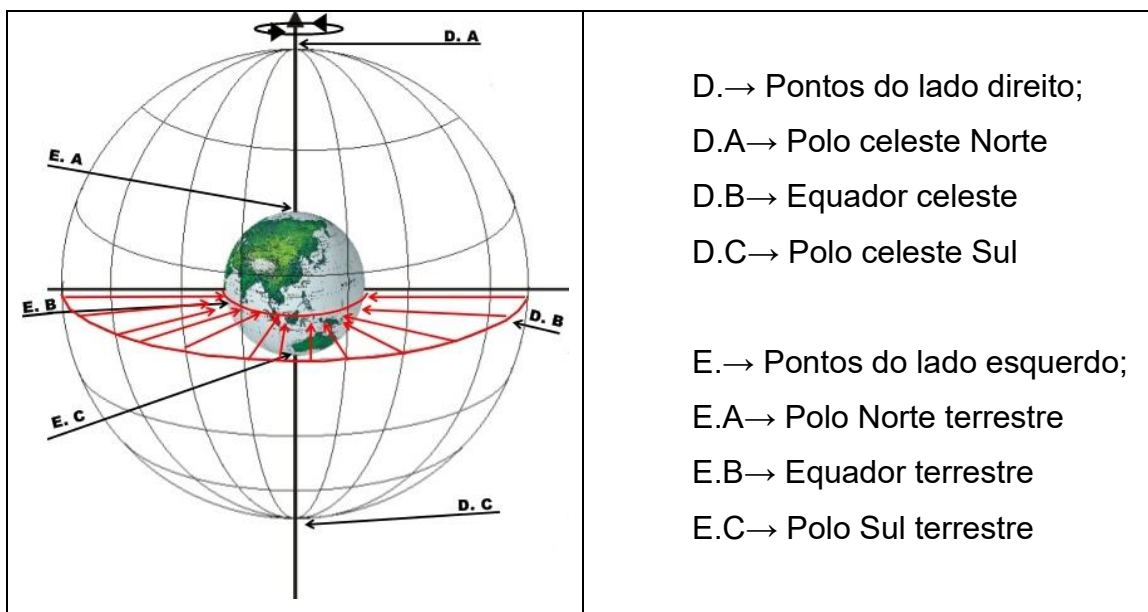 D. A
E. A
E. B
D. B
E. C
D. C
D.→ Pontos do lado direito;
D.A→ Polo celeste Norte
D.B→ Equador celeste
D.C→ Polo celeste Sul
E.→ Pontos do lado esquerdo;
E.A→ Polo Norte terrestre
E.B→ Equador terrestre
E.C→ Polo Sul terrestre